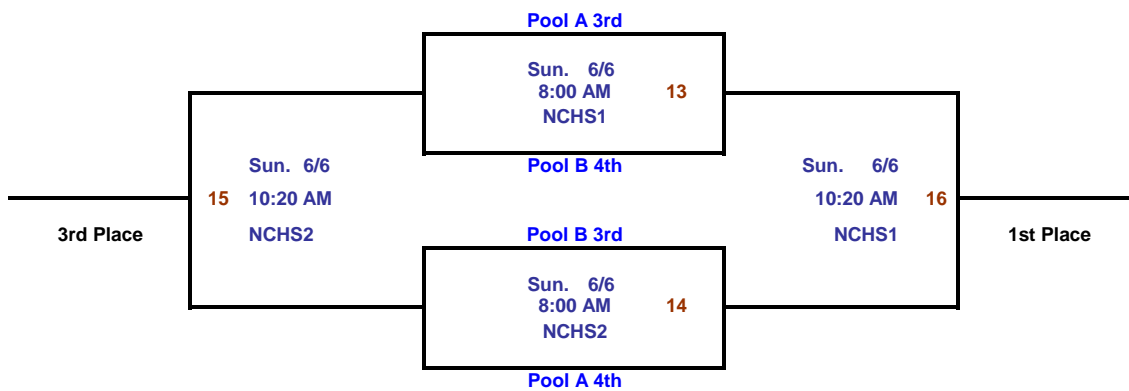 Pool A 3rd
Sun. 6/6
8:00 AM 13
NCHS1
Pool B 4th
Sun. 6/6
15 10:20 AM
NCHS2
3rd Place
Sun. 6/6
10:20 AM 16
NCHS1
1st Place
Pool B 3rd
Sun. 6/6
8:00 AM 14
NCHS2
Pool A 4th